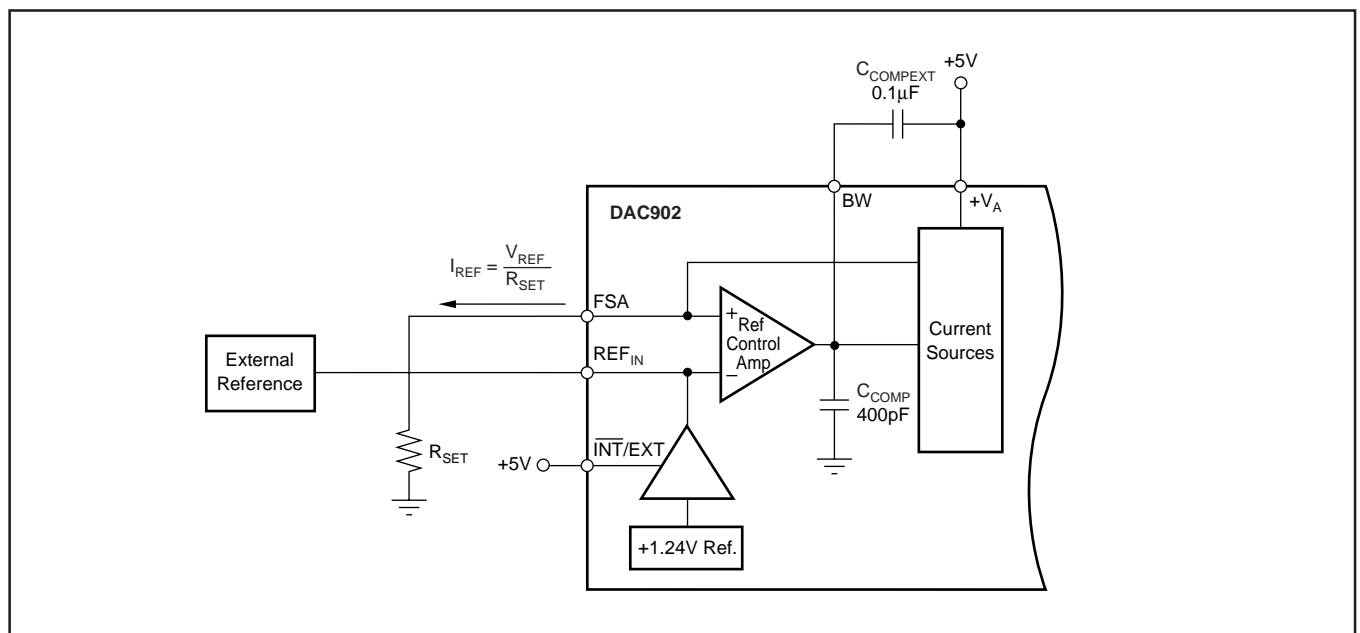 C_COMPEXT
0.1μF
+5V
BW
+V_A
DAC902
I_REF = V_REF / R_SET
FSA
+
Ref
Control
Amp
–
Current
Sources
External
Reference
REF_IN
C_COMP
400pF
R_SET
+5V
I̅N̅T̅/EXT
+1.24V Ref.